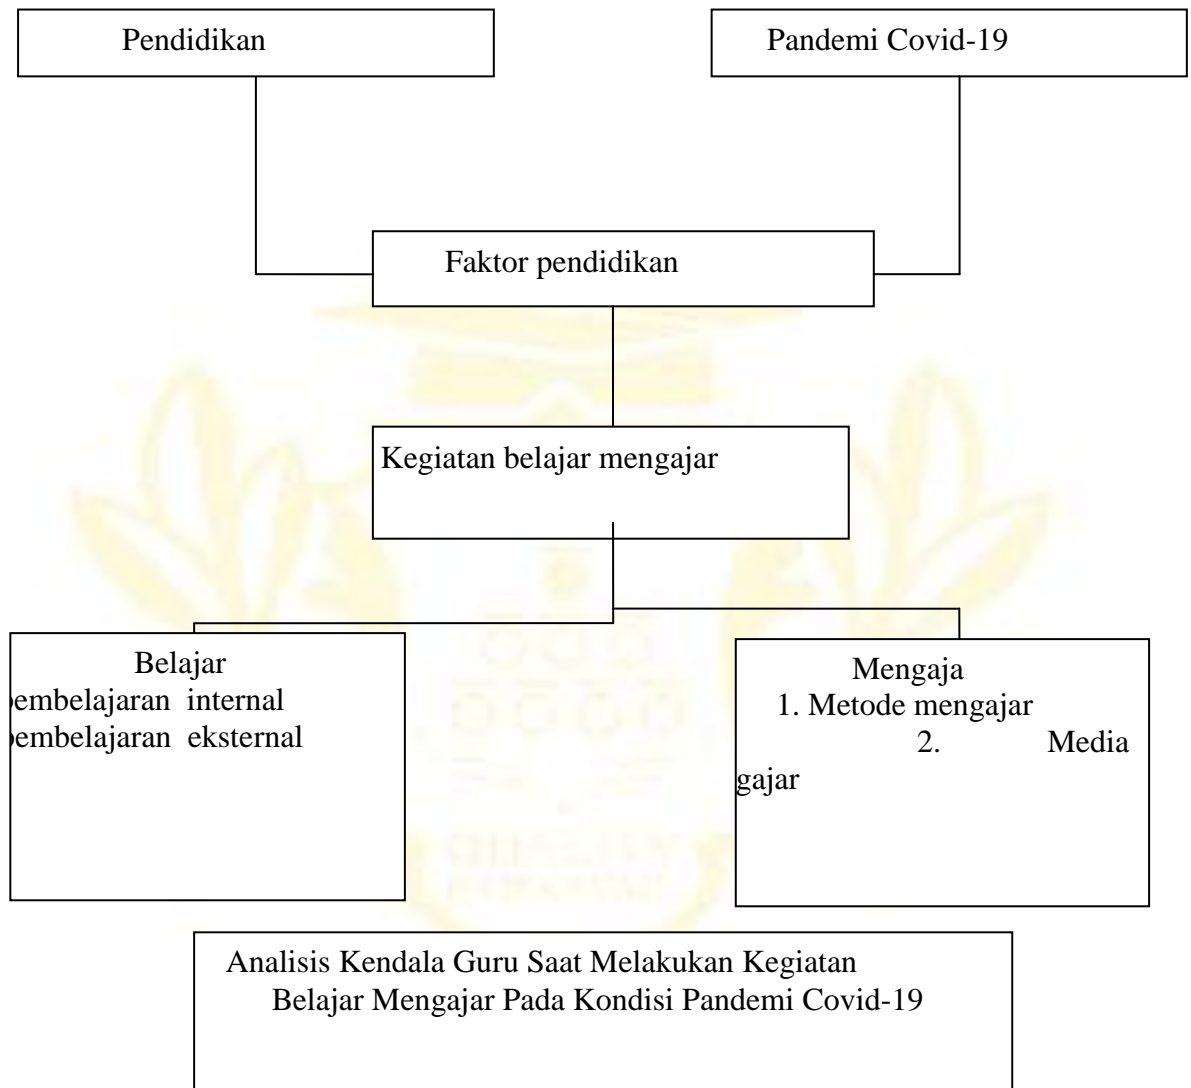 Pendidikan
Pandemi Covid-19
Faktor pendidikan
Kegiatan belajar mengajar
Belajar
embelajaran internal
embelajaran eksternal
Mengaja
1. Metode mengajar
2. Media
gajar
Analisis Kendala Guru Saat Melakukan Kegiatan
Belajar Mengajar Pada Kondisi Pandemi Covid-19